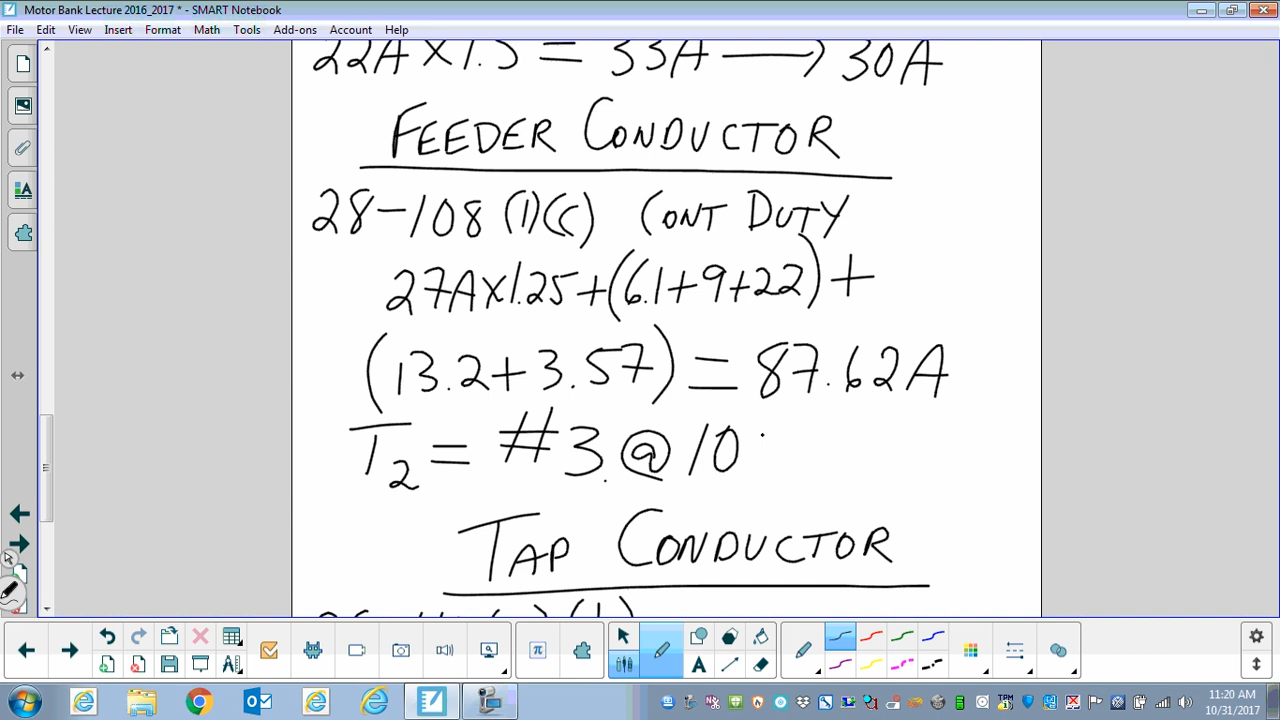 Motor Bank Lecture 2016_2017 * - SMART Notebook
File Edit View Insert Format Math Tools Add-ons Account Help
22A X 1.5 = 33A → 30A
FEEDER CONDUCTOR
28-108 (1)(C) CONT DUTY
27A X 1.25 + (6.1+9+22) +
(13.2+3.57) = 87.62A
T2 = #3 @ 10
TAP CONDUCTOR
11:20 AM
10/31/2017